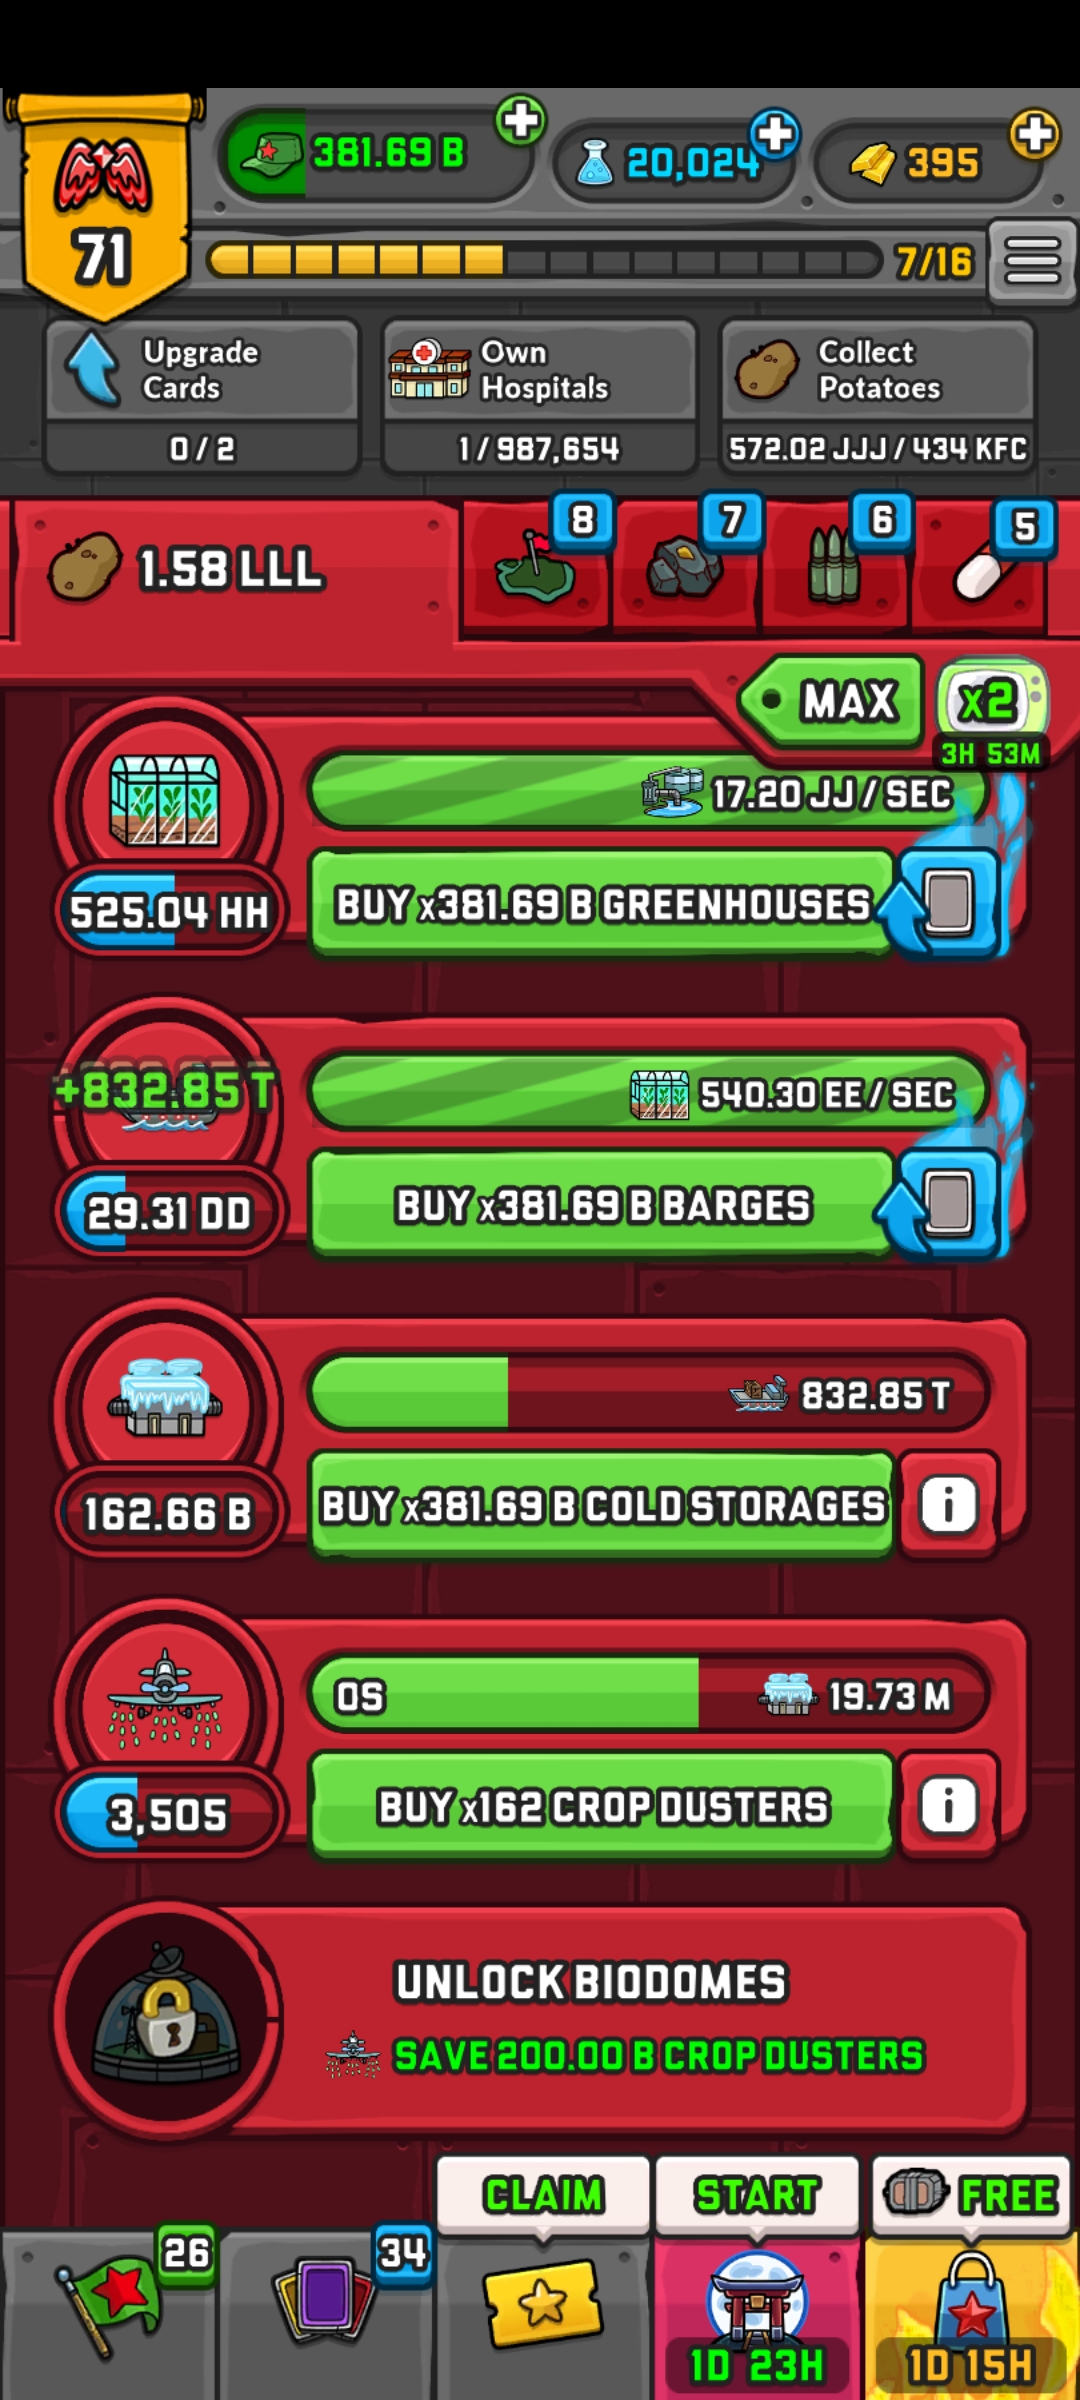 71
381.69 B
20,024
395
7/16
Upgrade
Cards
0 / 2
Own
Hospitals
1 / 987,654
Collect
Potatoes
572.02 JJJ / 434 KFC
1.58 LLL
8
7
6
5
MAX
x2
3H 53M
17.20 JJ / SEC
525.04 HH
BUY x381.69 B GREENHOUSES
+832.85 T
540.30 EE / SEC
29.31 DD
BUY x381.69 B BARGES
832.85 T
162.66 B
BUY x381.69 B COLD STORAGES
i
0S
19.73 M
3,505
BUY x162 CROP DUSTERS
i
UNLOCK BIODOMES
SAVE 200.00 B CROP DUSTERS
CLAIM
START
FREE
26
34
1D 23H
1D 15H